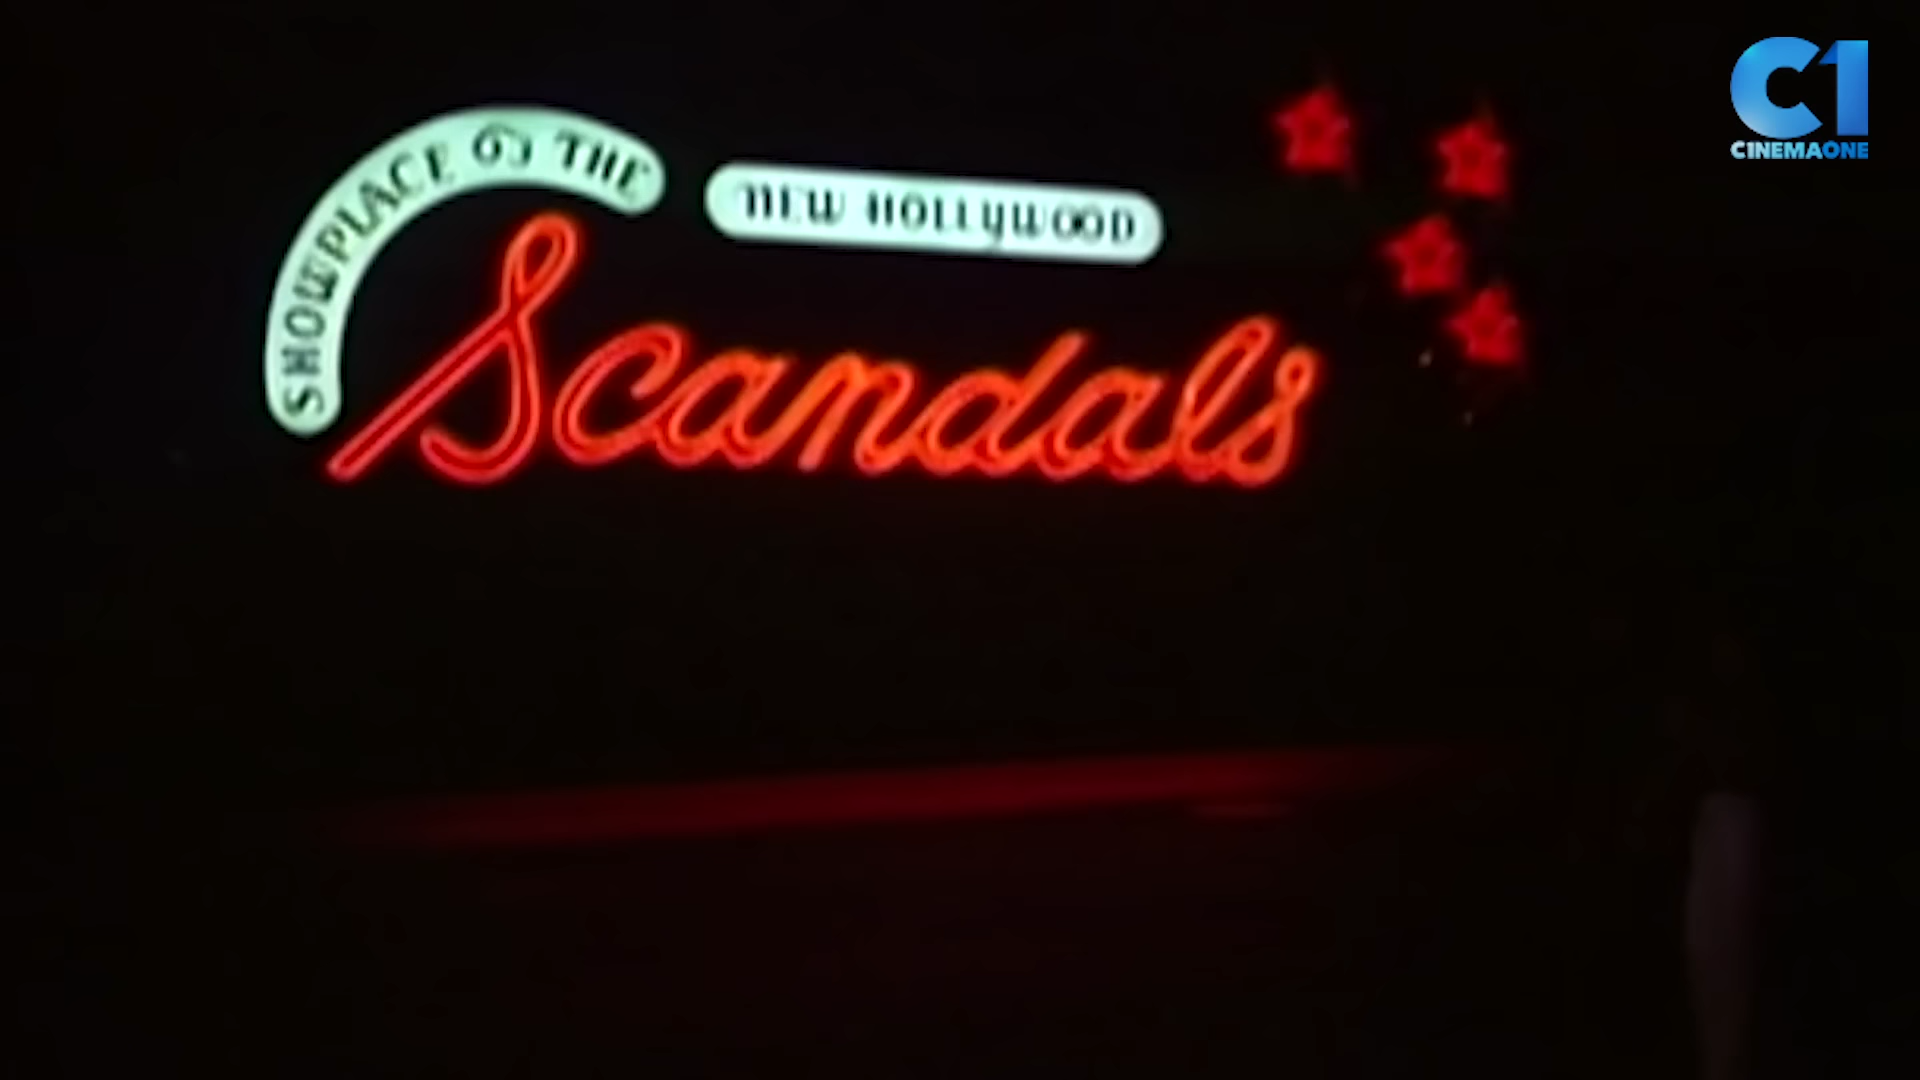 SHOWPLACE OF THE
NEW HOLLYWOOD
Scandals
C1
CINEMAONE